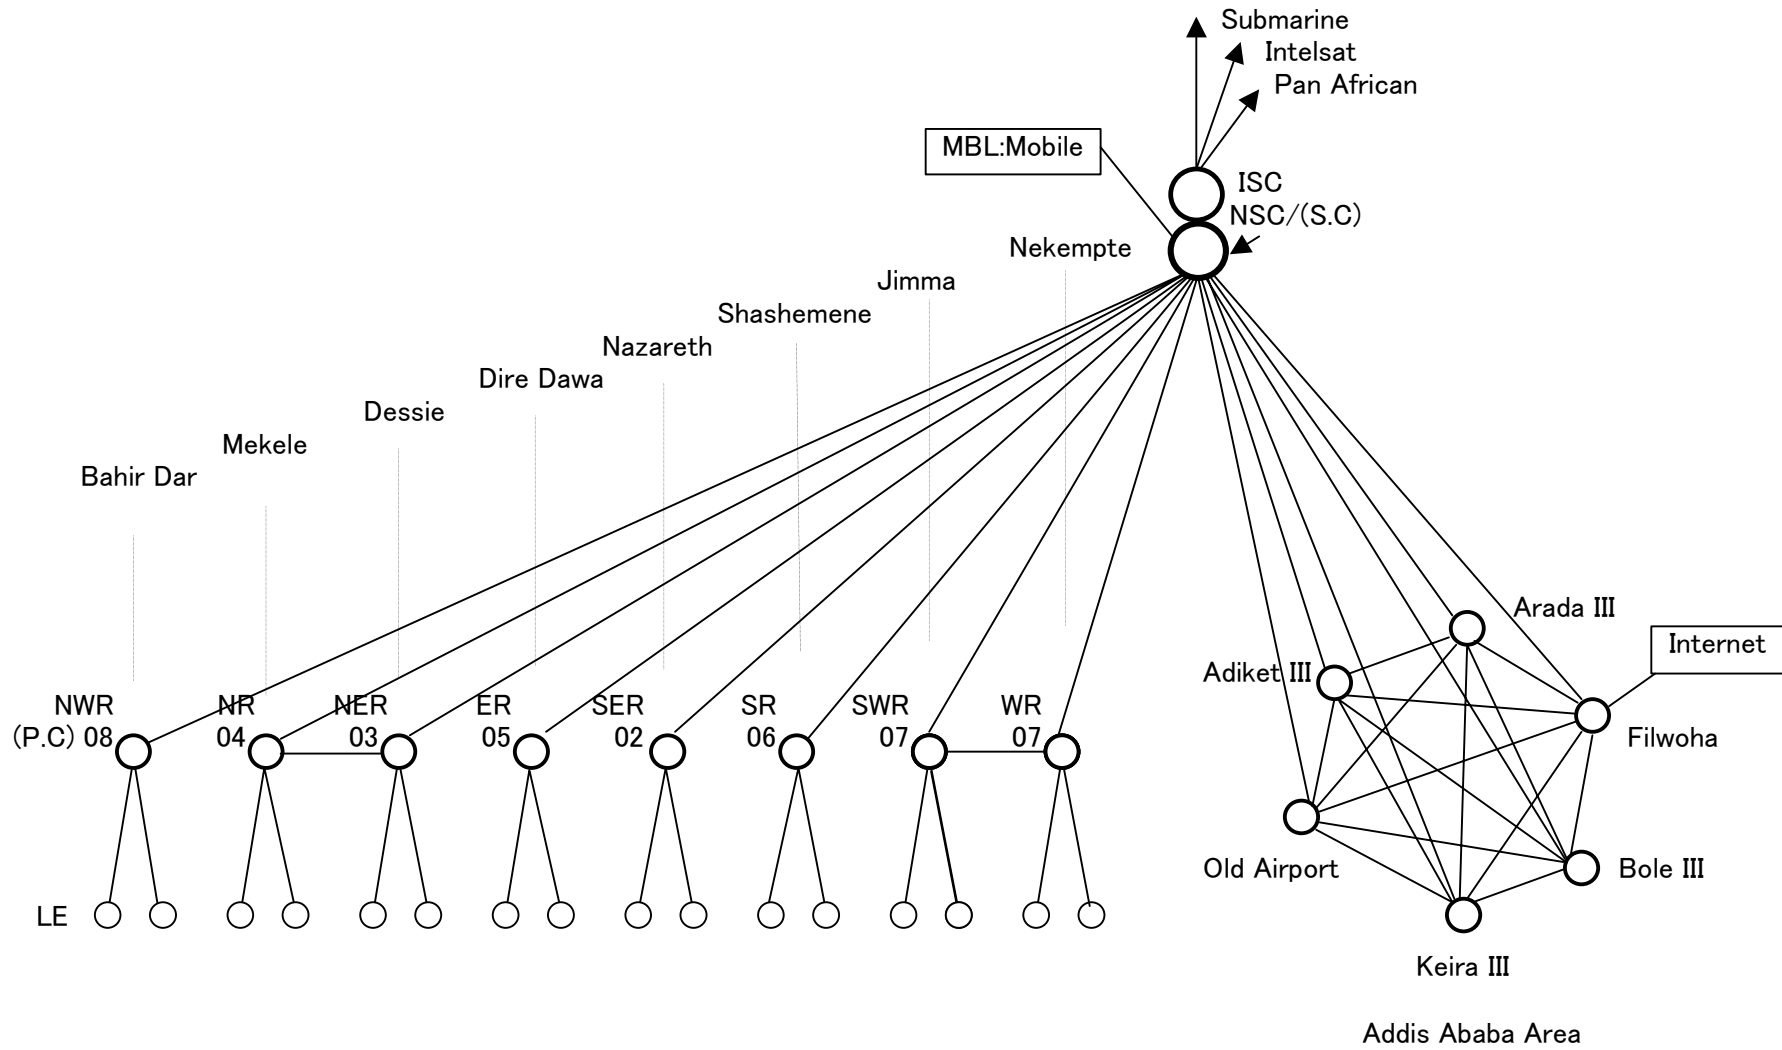 Submarine
Intelsat
Pan African
MBL:Mobile
ISC
NSC/(S.C)
Nekempte
Jimma
Shashemene
Nazareth
Dire Dawa
Dessie
Mekele
Bahir Dar
Arada III
Internet
Adiket III
NWR
NR
NER
ER
SER
SR
SWR
WR
(P.C) 08
04
03
05
02
06
07
07
Filwoha
Old Airport
Bole III
LE
Keira III
Addis Ababa Area